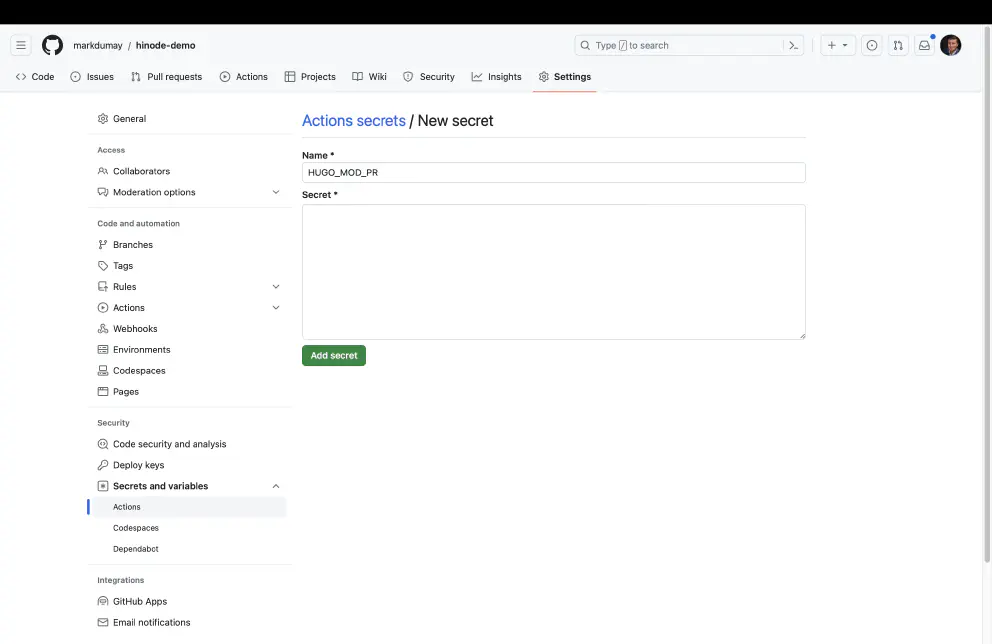 markdumay / hinode-demo
Type / to search
Code
Issues
Pull requests
Actions
Projects
Wiki
Security
Insights
Settings
General
Access
Collaborators
Moderation options
Code and automation
Branches
Tags
Rules
Actions
Webhooks
Environments
Codespaces
Pages
Security
Code security and analysis
Deploy keys
Secrets and variables
Actions
Codespaces
Dependabot
Integrations
GitHub Apps
Email notifications
Actions secrets / New secret
Name *
HUGO_MOD_PR
Secret *
Add secret